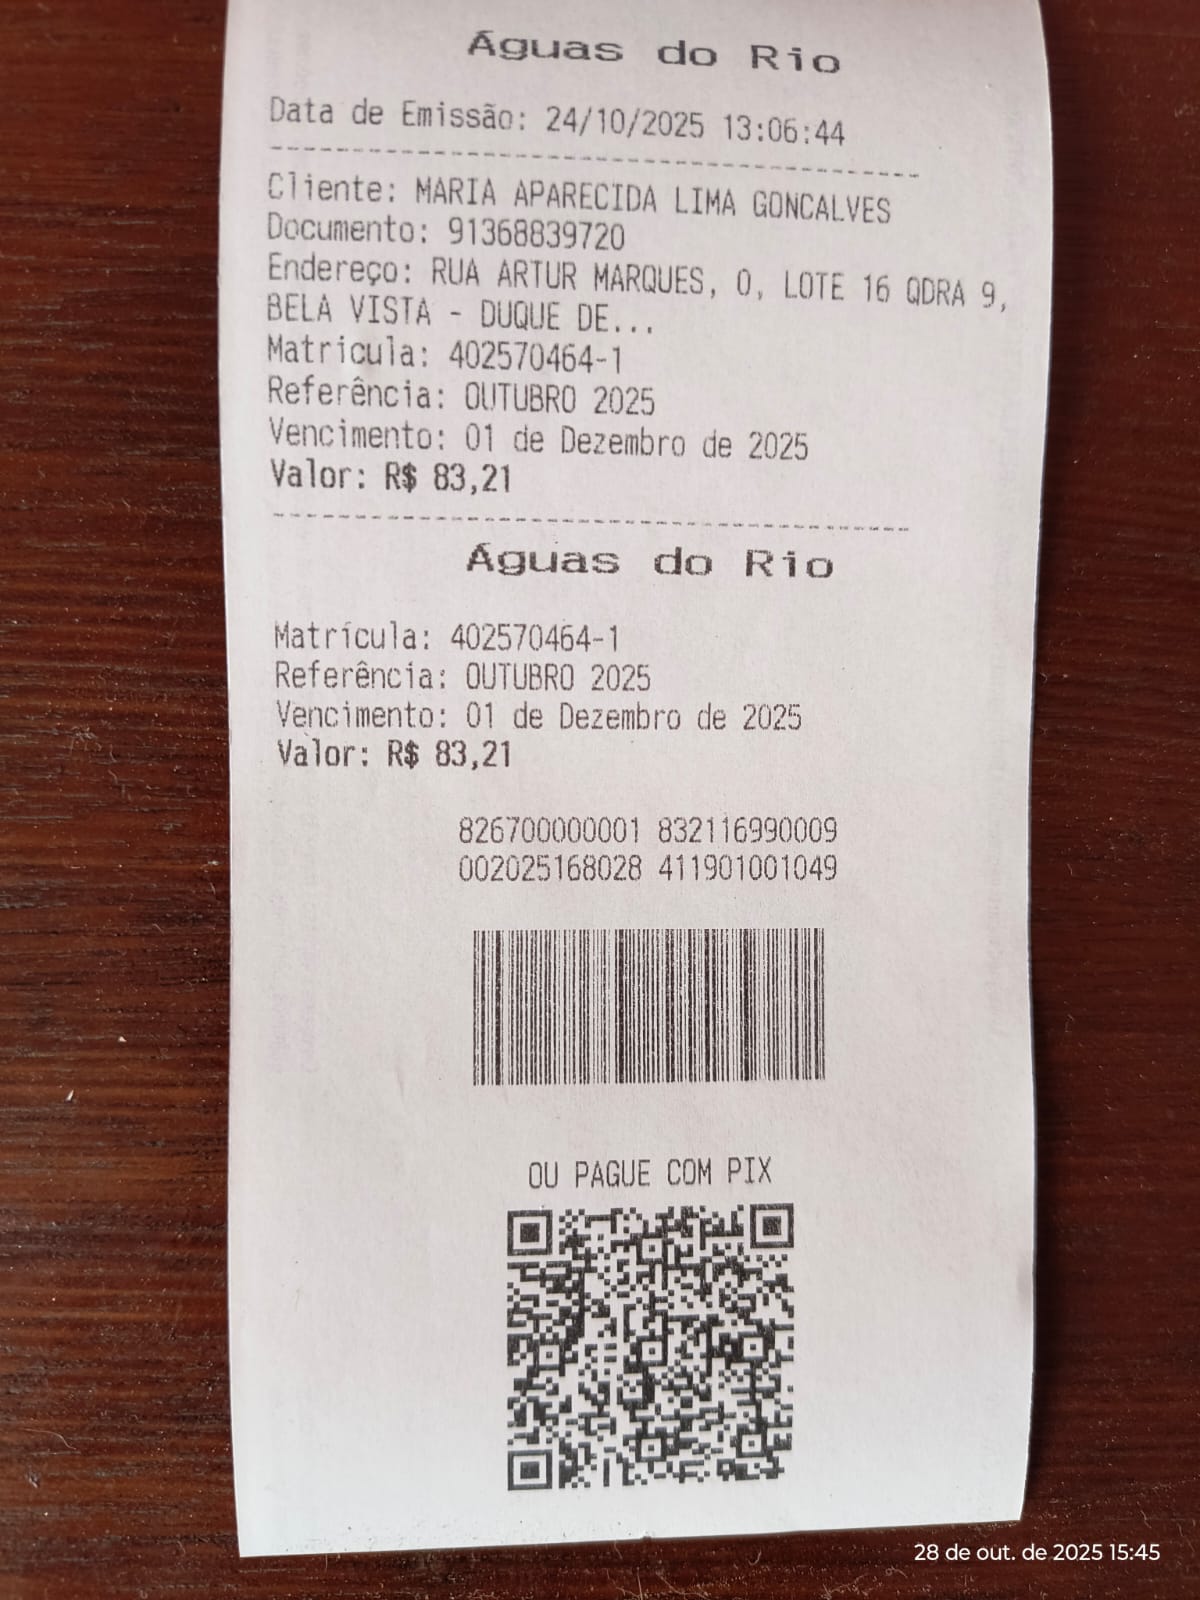 Águas do Rio
Data de Emissão: 24/10/2025 13:06:44
Cliente: MARIA APARECIDA LIMA GONCALVES
Documento: 91368839720
Endereço: RUA ARTUR MARQUES, 0, LOTE 16 QDRA 9,
BELA VISTA - DUQUE DE...
Matrícula: 402570464-1
Referência: OUTUBRO 2025
Vencimento: 01 de Dezembro de 2025
Valor: R$ 83,21
Águas do Rio
Matrícula: 402570464-1
Referência: OUTUBRO 2025
Vencimento: 01 de Dezembro de 2025
Valor: R$ 83,21
826700000001 832116990009
002025168028 411901001049
OU PAGUE COM PIX
28 de out. de 2025 15:45